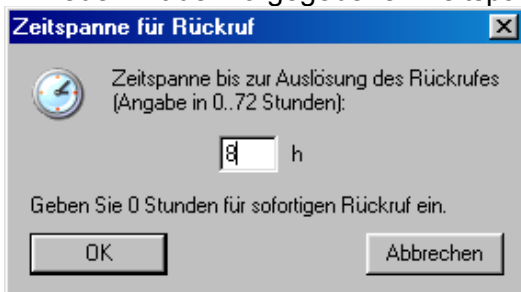 Zeitspanne für Rückruf
Zeitspanne bis zur Auslösung des Rückrufes
(Angabe in 0..72 Stunden):
8 h
Geben Sie 0 Stunden für sofortigen Rückruf ein.
OK Abbrechen